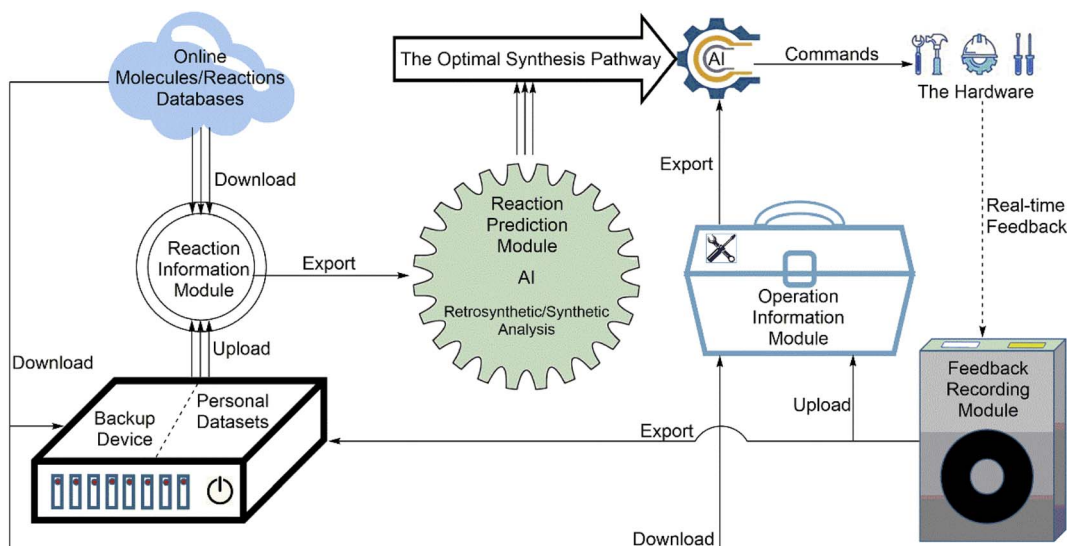 Online
Molecules/Reactions
Databases
The Optimal Synthesis Pathway
AI
Commands
The Hardware
Download
Export
Reaction
Prediction
Module
AI
Retrosynthetic/Synthetic
Analysis
Real-time
Feedback
Reaction
Information
Module
Export
Operation
Information
Module
Download
Upload
Feedback
Recording
Module
Backup
Device
Personal
Datasets
Upload
Export
Download